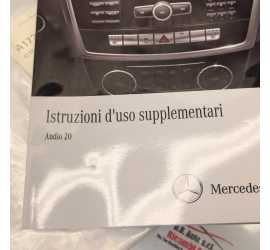 Istruzioni d'uso supplementari
Audio 20
Mercedes